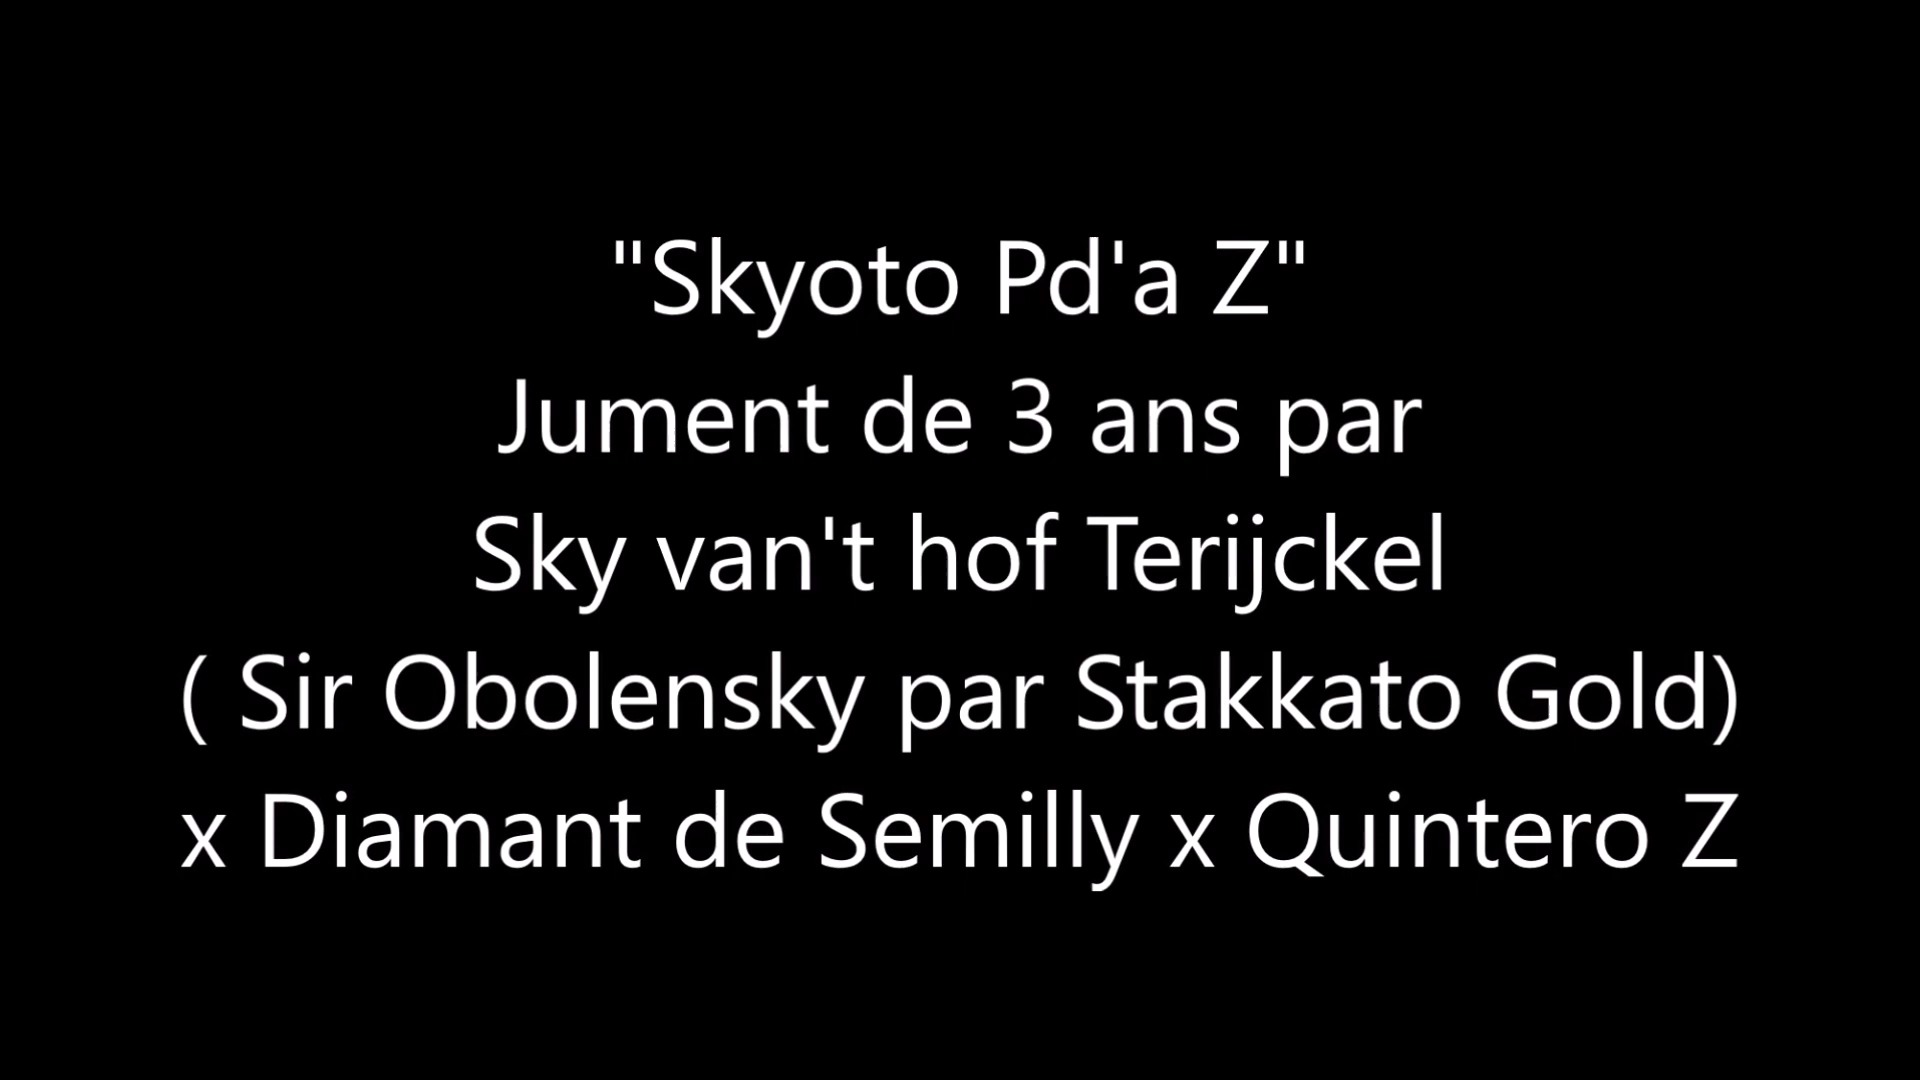 "Skyoto Pd'a Z"
Jument de 3 ans par
Sky van't hof Terijckel
( Sir Obolensky par Stakkato Gold)
x Diamant de Semilly x Quintero Z